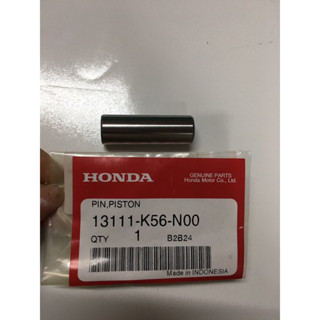 HONDA
GENUINE PARTS
Honda Motor Co., Ltd.
PIN,PISTON
13111-K56-N00
QTY 1 B2B24
Made in INDONESIA